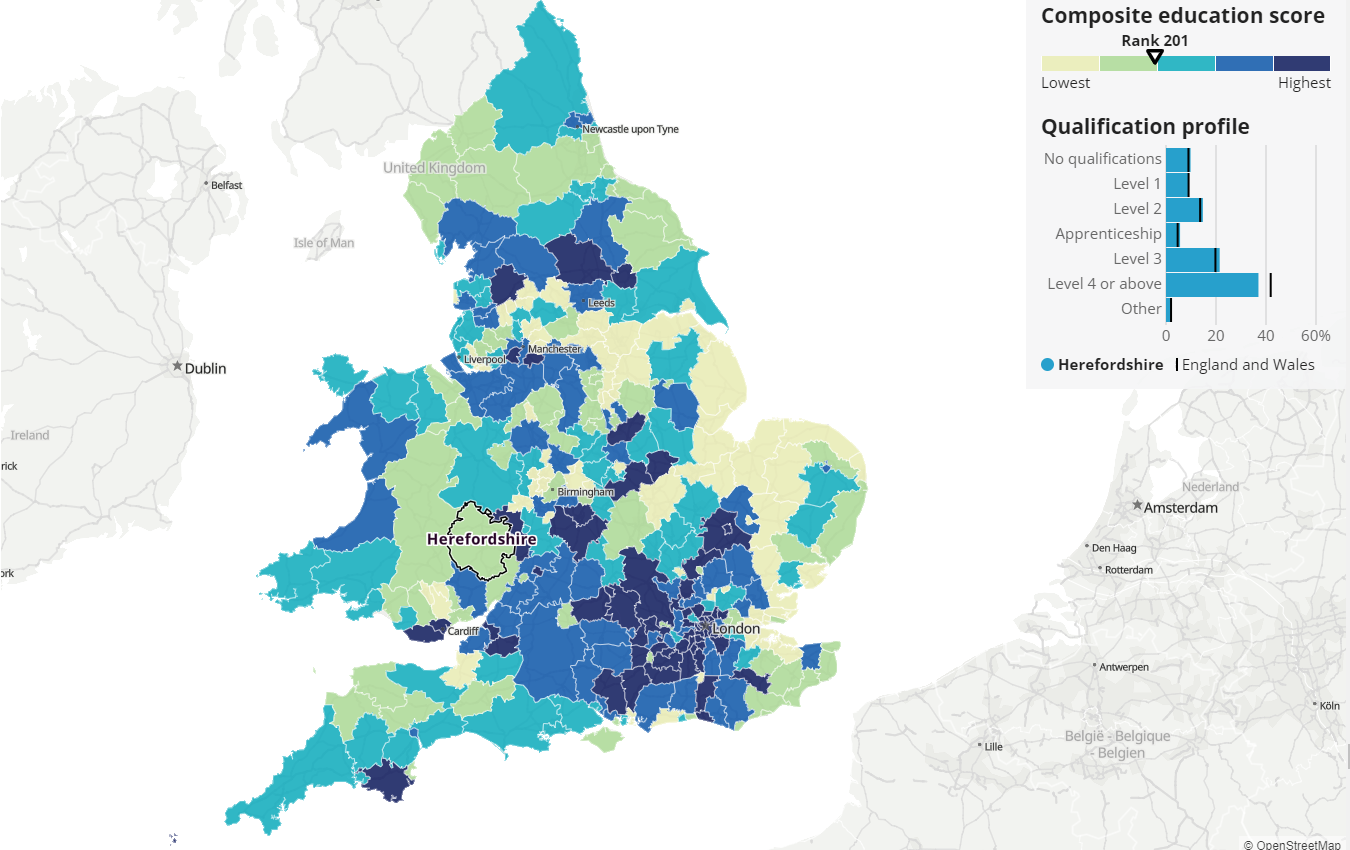 Composite education score
Rank 201
Lowest
Highest
Qualification profile
No qualifications
Level 1
Level 2
Apprenticeship
Level 3
Level 4 or above
Other
0
20
40
60%
Herefordshire
England and Wales
Newcastle upon Tyne
United Kingdom
Belfast
Isle of Man
Leeds
Manchester
Liverpool
Dublin
Ireland
rick
Birmingham
Nederland
Amsterdam
Herefordshire
Den Haag
ork
Rotterdam
Cardiff
London
Antwerpen
Köln
België - Belgique
- Belgien
Lille
© OpenStreetMap